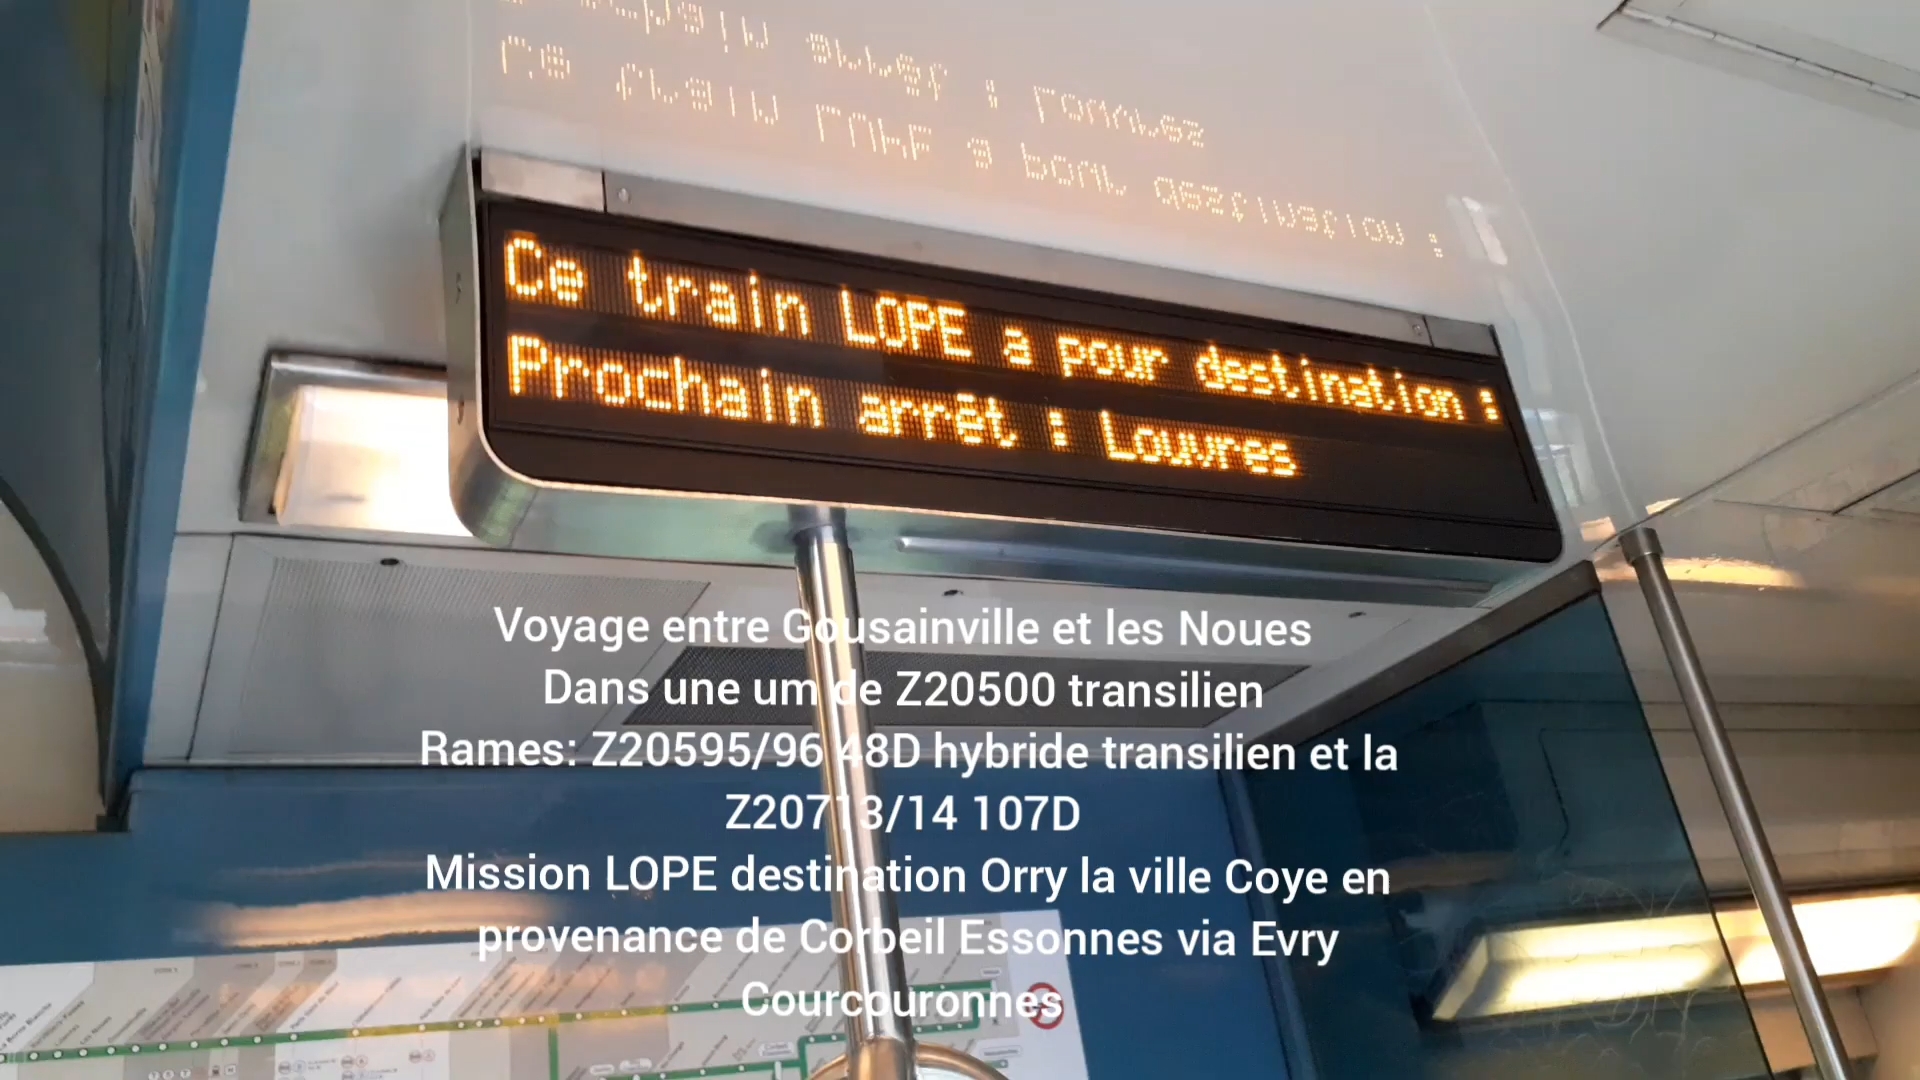 Ce train LOPE a pour destination :
Prochain arrêt : Louvres
Voyage entre Gousainville et les Noues
Dans une um de Z20500 transilien
Rames: Z20595/96 48D hybride transilien et la
Z20713/14 107D
Mission LOPE destination Orry la ville Coye en
provenance de Corbeil Essonnes via Evry
Courcouronnes